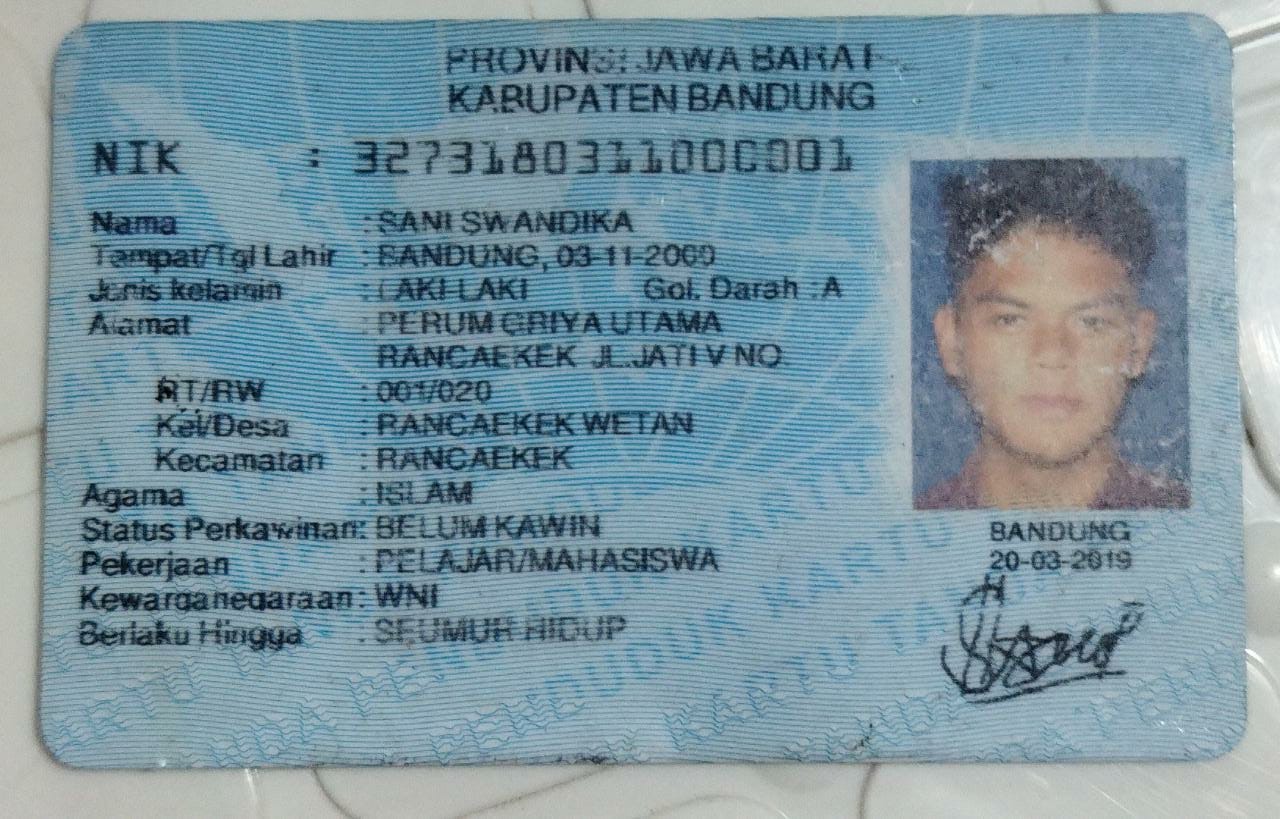 PROVINSI JAWA BARAT
KABUPATEN BANDUNG
NIK : 3273180311000001
Nama : SANI SWANDIKA
Tempat/Tgl Lahir : BANDUNG, 03-11-2000
Jenis kelamin : LAKI-LAKI Gol. Darah : A
Alamat : PERUM GRIYA UTAMA
RANCAEKEK JL.JATI V NO.
RT/RW : 001/020
Kel/Desa : RANCAEKEK WETAN
Kecamatan : RANCAEKEK
Agama : ISLAM
Status Perkawinan: BELUM KAWIN
Pekerjaan : PELAJAR/MAHASISWA
Kewarganegaraan: WNI
Berlaku Hingga : SEUMUR HIDUP
BANDUNG
20-03-2019